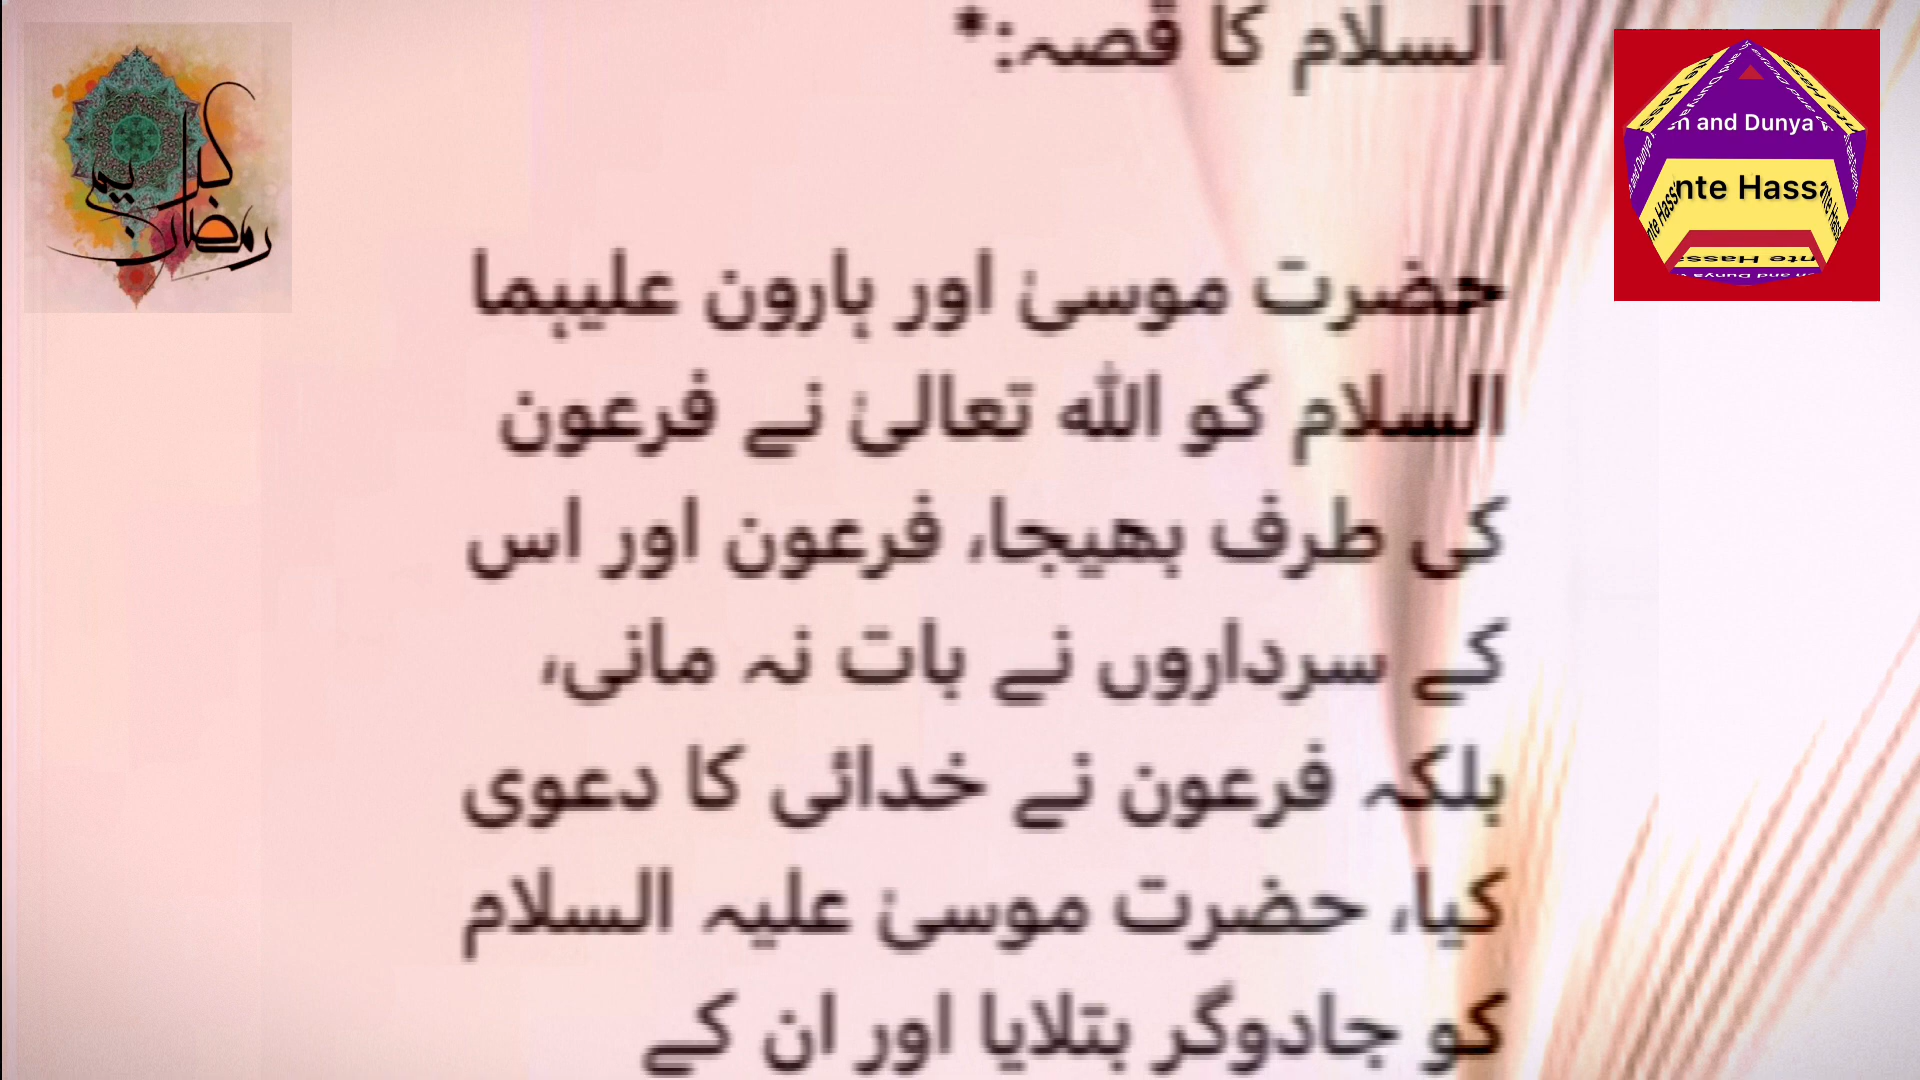 السلام کا قصہ:*
حضرت موسیٰ اور ہارون علیہما
السلام کو اللہ تعالیٰ نے فرعون
کی طرف بھیجا، فرعون اور اس
کے سرداروں نے بات نہ مانی،
بلکہ فرعون نے خدائی کا دعوی
کیا، حضرت موسیٰ علیہ السلام
کو جادوگر بتلایا اور ان کے
رمضان كريم
and Dunya
nte Hass